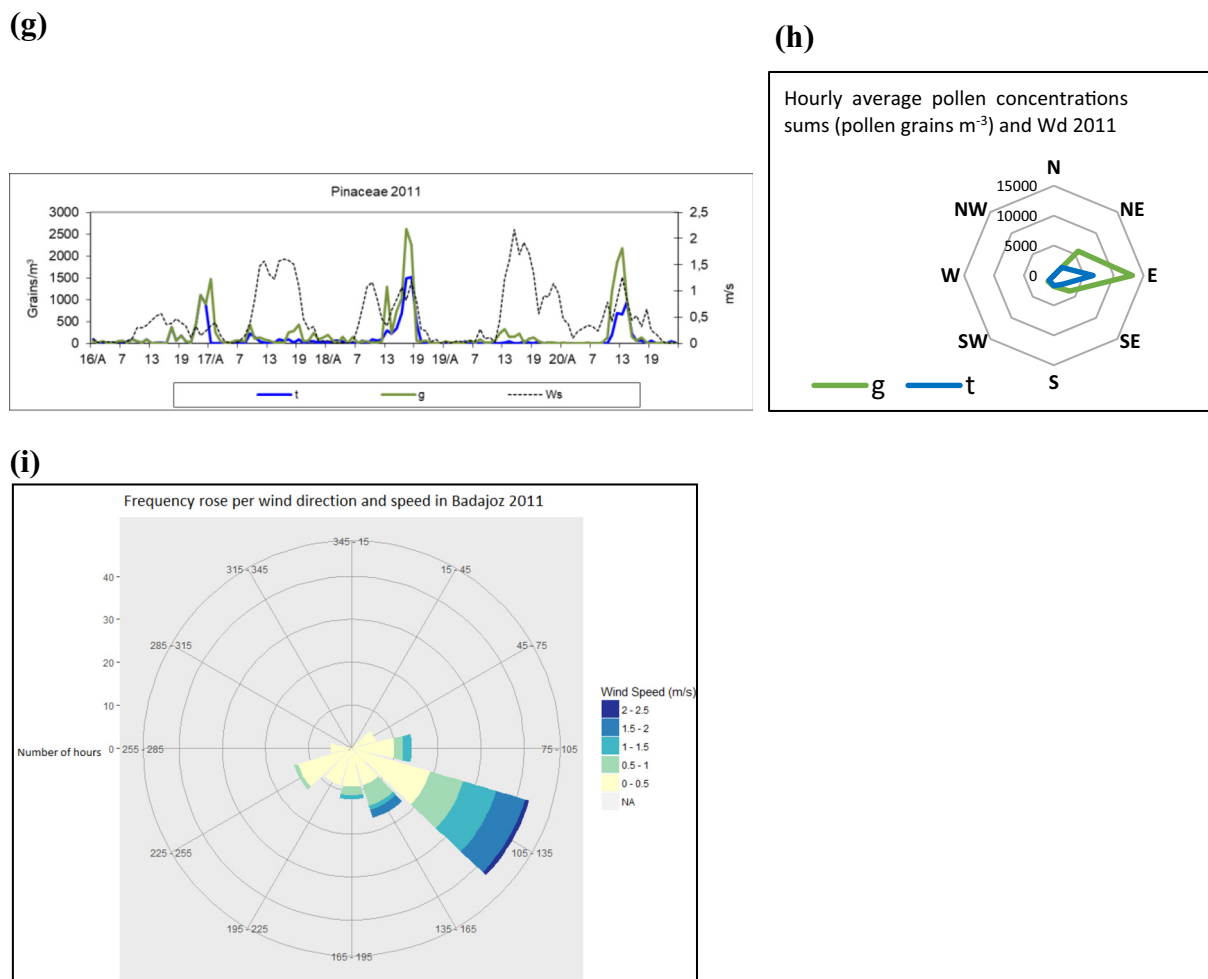 (g)
(h)
Pinaceae 2011
3000
2500
2000
1500
1000
500
0
Grains/m³
2,5
2
1,5
1
0,5
0
m/s
16/A 7 13 19 17/A 7 13 19 18/A 7 13 19 19/A 7 13 19 20/A 7 13 19
t g Ws
Hourly average pollen concentrations
sums (pollen grains m⁻³) and Wd 2011
N
NE
E
SE
S
SW
W
NW
15000
10000
5000
0
g t
(i)
Frequency rose per wind direction and speed in Badajoz 2011
345 - 15
15 - 45
45 - 75
75 - 105
105 - 135
135 - 165
165 - 195
195 - 225
225 - 255
255 - 285
285 - 315
315 - 345
40
30
20
10
0
Number of hours
Wind Speed (m/s)
2 - 2.5
1.5 - 2
1 - 1.5
0.5 - 1
0 - 0.5
NA